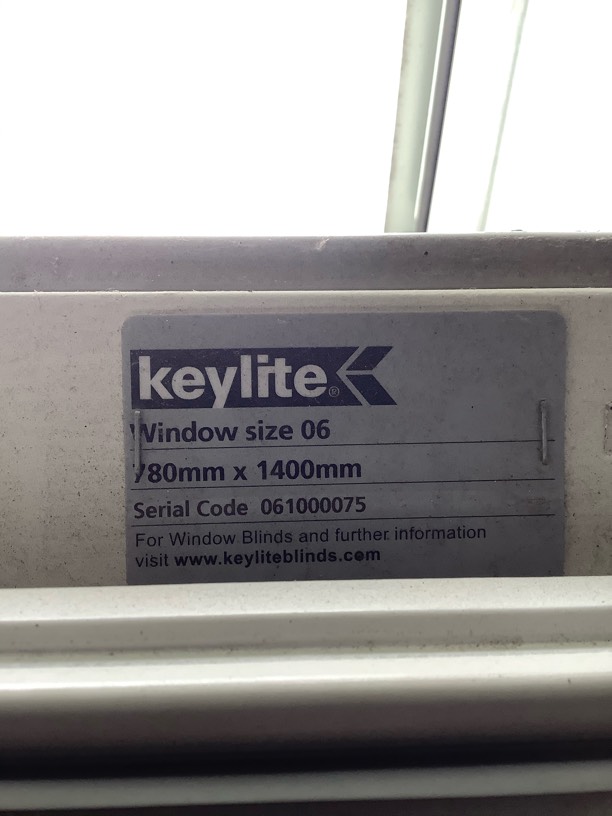 keylite®
Window size 06
780mm x 1400mm
Serial Code 061000075
For Window Blinds and further information
visit www.keyliteblinds.com